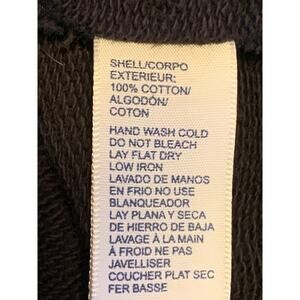 SHELL/CORPO
EXTERIEUR:
100% COTTON/
ALGODÓN/
COTON
HAND WASH COLD
DO NOT BLEACH
LAY FLAT DRY
LOW IRON
LAVADO DE MANOS
EN FRIO NO USE
BLANQUEADOR
LAY PLANA Y SECA
DE HIERRO DE BAJA
LAVAGE À LA MAIN
À FROID NE PAS
JAVELLISER
COUCHER PLAT SEC
FER BASSE